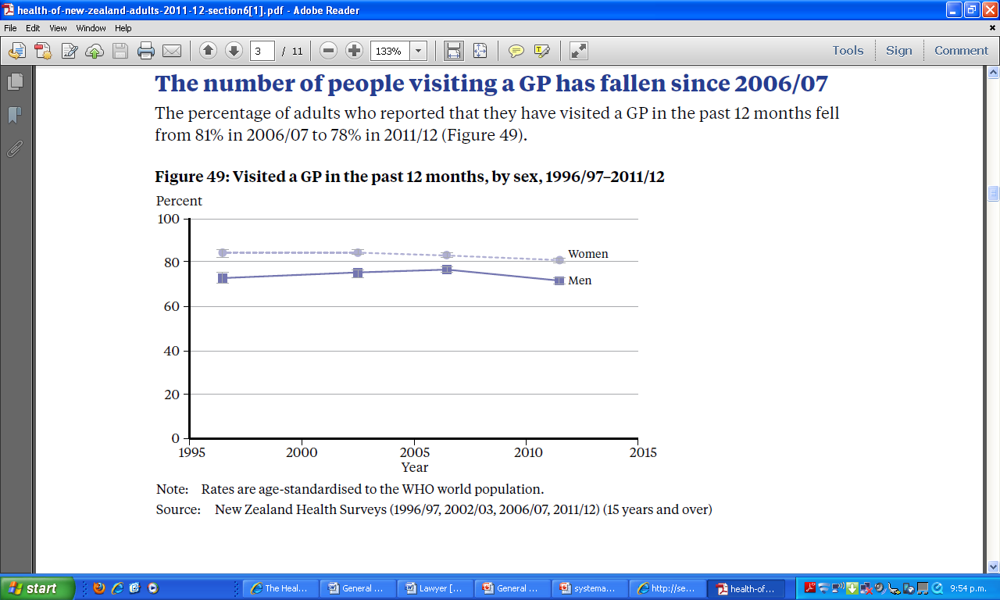 health-of-new-zealand-adults-2011-12-section6[1].pdf - Adobe Reader
File Edit View Window Help
3 / 11 133% Tools Sign Comment
The number of people visiting a GP has fallen since 2006/07
The percentage of adults who reported that they have visited a GP in the past 12 months fell
from 81% in 2006/07 to 78% in 2011/12 (Figure 49).
Figure 49: Visited a GP in the past 12 months, by sex, 1996/97–2011/12
Percent
100
80
60
40
20
0
Women
Men
1995 2000 2005 2010 2015
Year
Note: Rates are age-standardised to the WHO world population.
Source: New Zealand Health Surveys (1996/97, 2002/03, 2006/07, 2011/12) (15 years and over)
start The Heal... General ... Lawyer [... General ... systema... http://se... health-of... 9:54 p.m.